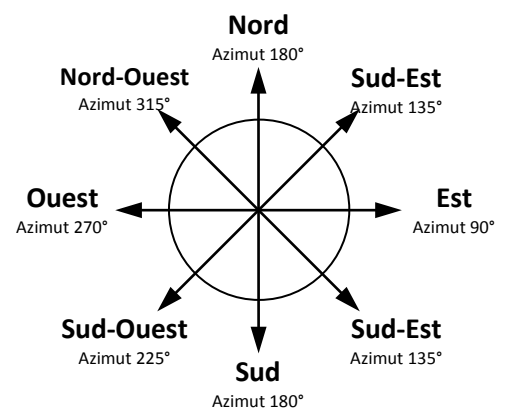 Nord
Azimut 180°
Nord-Ouest
Azimut 315°
Sud-Est
Azimut 135°
Ouest
Azimut 270°
Est
Azimut 90°
Sud-Ouest
Azimut 225°
Sud-Est
Azimut 135°
Sud
Azimut 180°